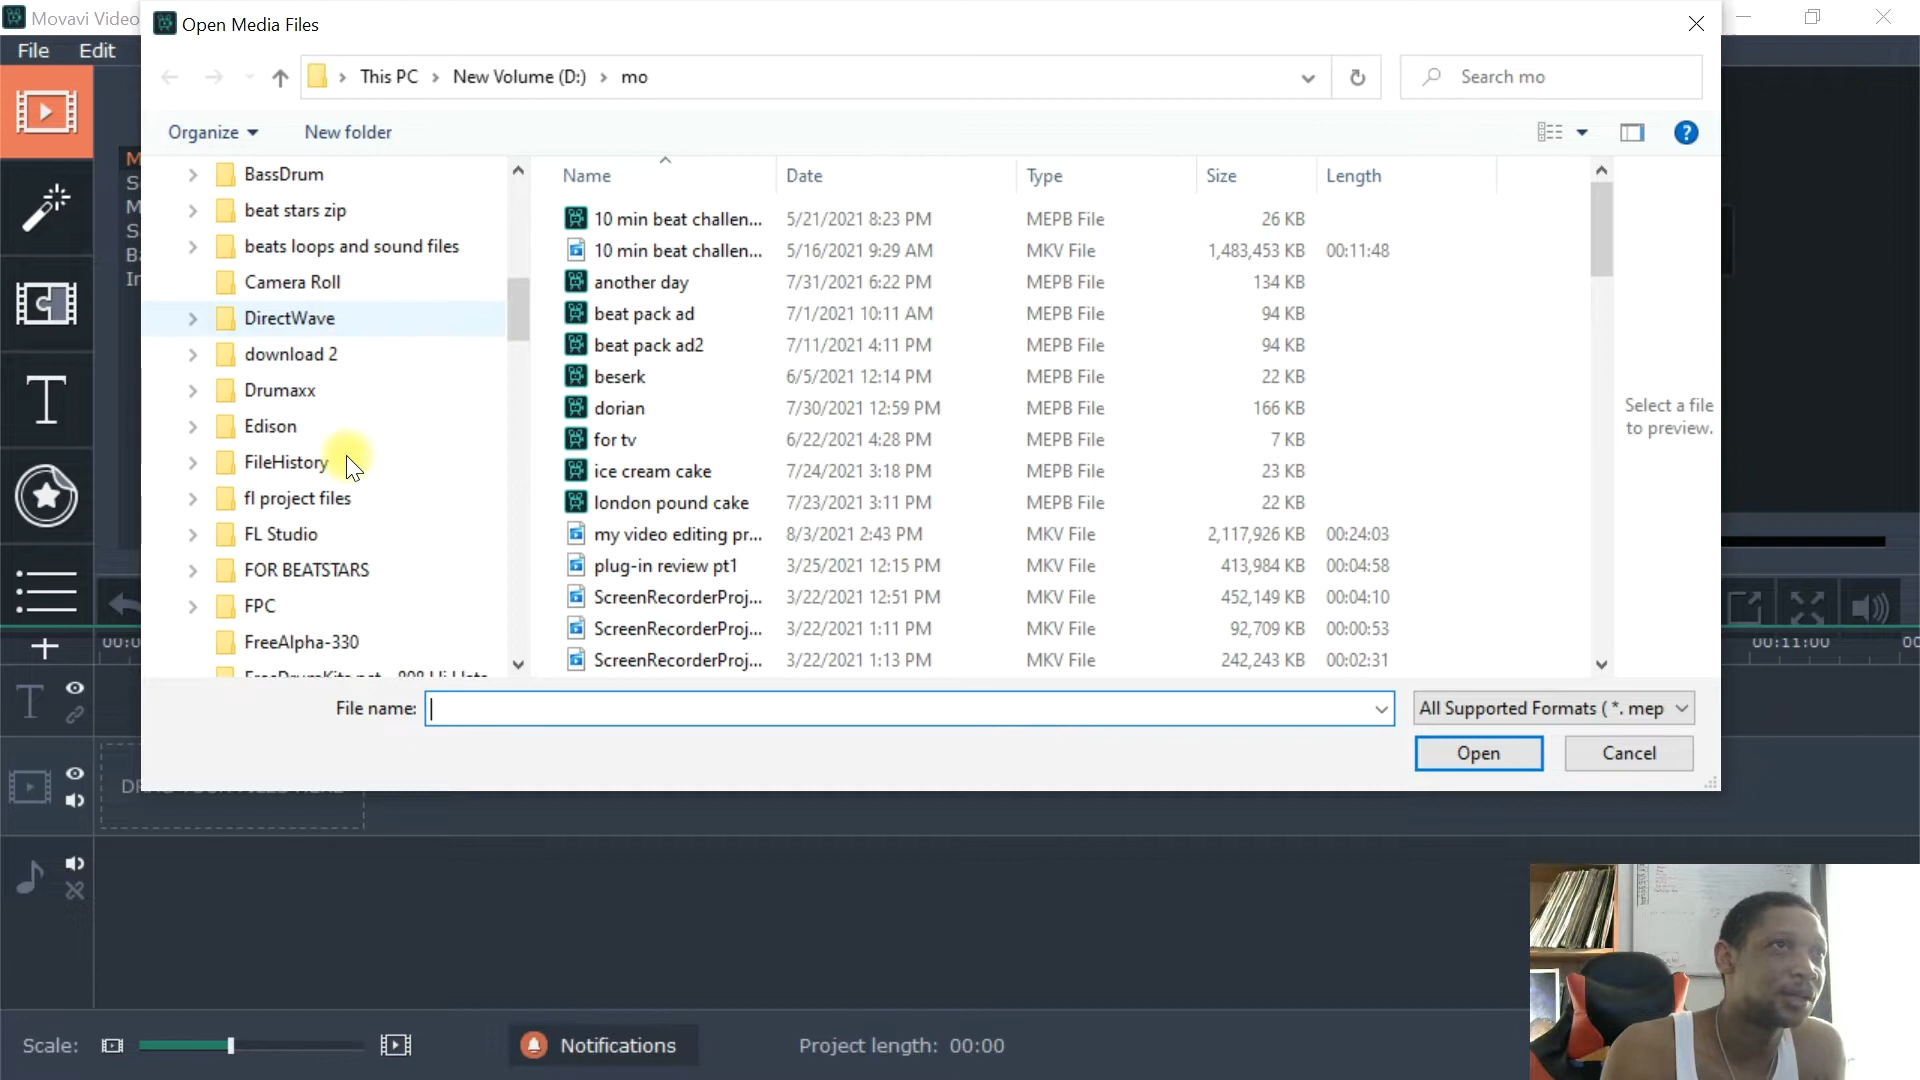 Movavi Video
Open Media Files
File Edit
This PC > New Volume (D:) > mo
Search mo
Organize New folder
BassDrum
beat stars zip
beats loops and sound files
Camera Roll
DirectWave
download 2
Drumaxx
Edison
FileHistory
fl project files
FL Studio
FOR BEATSTARS
FPC
FreeAlpha-330
Name Date Type Size Length
10 min beat challen... 5/21/2021 8:23 PM MEPB File 26 KB
10 min beat challen... 5/16/2021 9:29 AM MKV File 1,483,453 KB 00:11:48
another day 7/31/2021 6:22 PM MEPB File 134 KB
beat pack ad 7/1/2021 10:11 AM MEPB File 94 KB
beat pack ad2 7/11/2021 4:11 PM MEPB File 94 KB
beserk 6/5/2021 12:14 PM MEPB File 22 KB
dorian 7/30/2021 12:59 PM MEPB File 166 KB
for tv 6/22/2021 4:28 PM MEPB File 7 KB
ice cream cake 7/24/2021 3:18 PM MEPB File 23 KB
london pound cake 7/23/2021 3:11 PM MEPB File 22 KB
my video editing pr... 8/3/2021 2:43 PM MKV File 2,117,926 KB 00:24:03
plug-in review pt1 3/25/2021 12:15 PM MKV File 413,984 KB 00:04:58
ScreenRecorderProj... 3/22/2021 12:51 PM MKV File 452,149 KB 00:04:10
ScreenRecorderProj... 3/22/2021 1:11 PM MKV File 92,709 KB 00:00:53
ScreenRecorderProj... 3/22/2021 1:13 PM MKV File 242,243 KB 00:02:31
Select a file
to preview.
File name:
All Supported Formats (*. mep
Open Cancel
00:11:00
Scale:
Notifications
Project length: 00:00